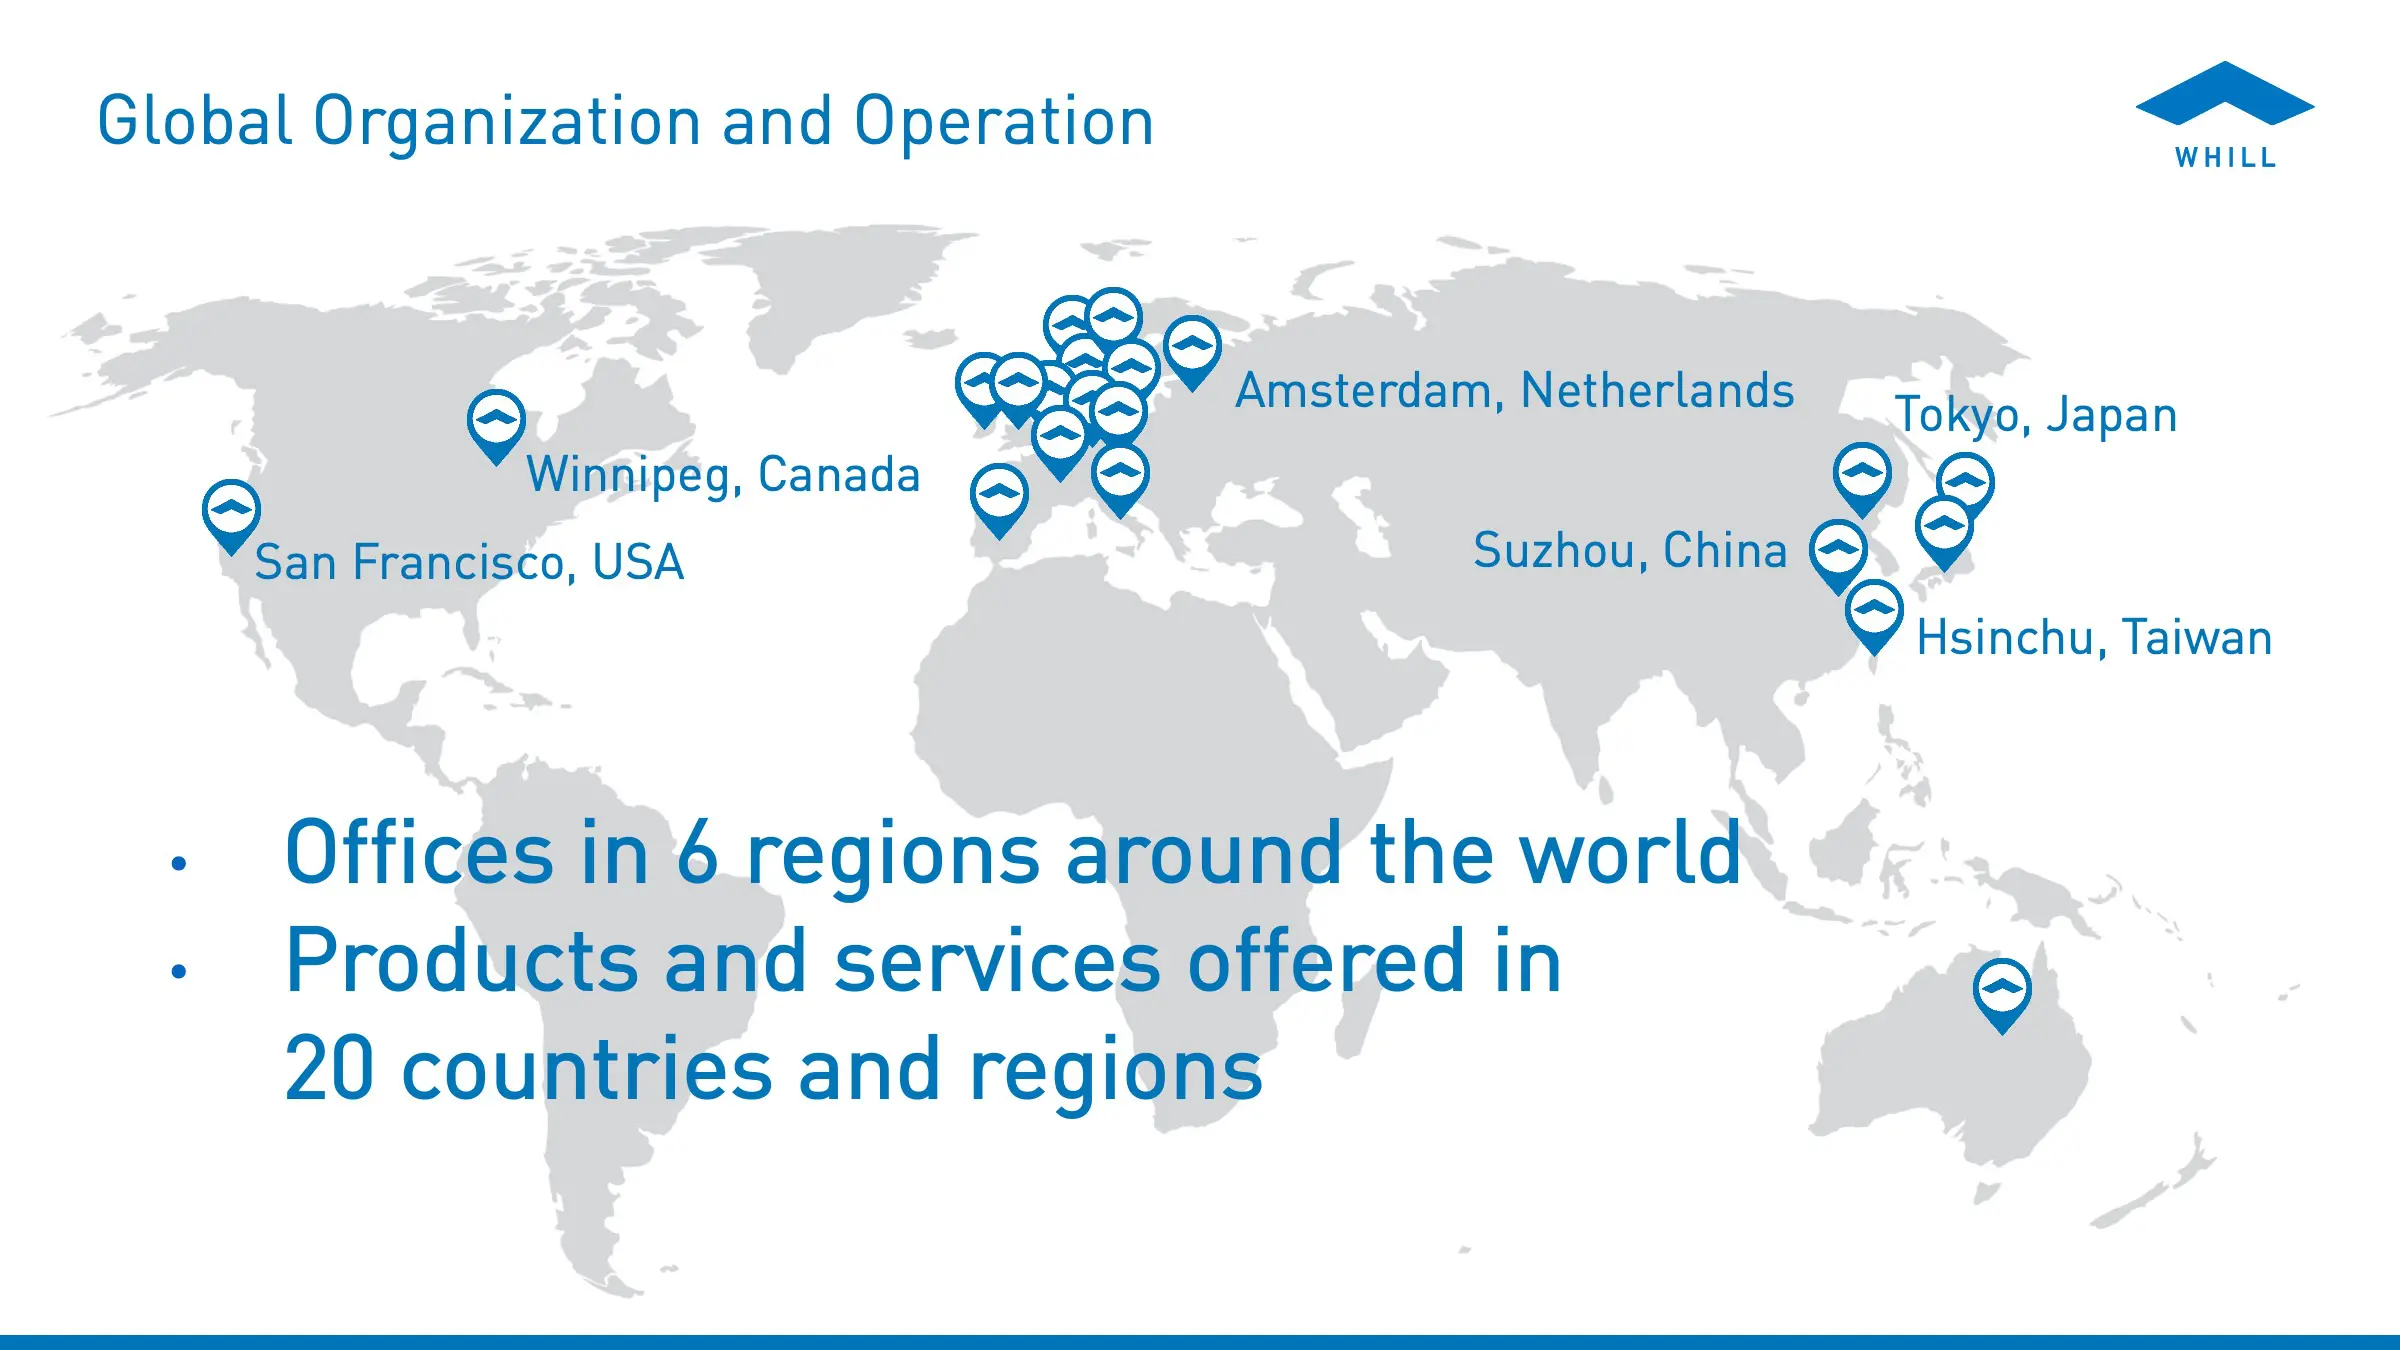 Global Organization and Operation
WHILL
Amsterdam, Netherlands
Tokyo, Japan
Winnipeg, Canada
San Francisco, USA
Suzhou, China
Hsinchu, Taiwan
• Offices in 6 regions around the world
• Products and services offered in
20 countries and regions